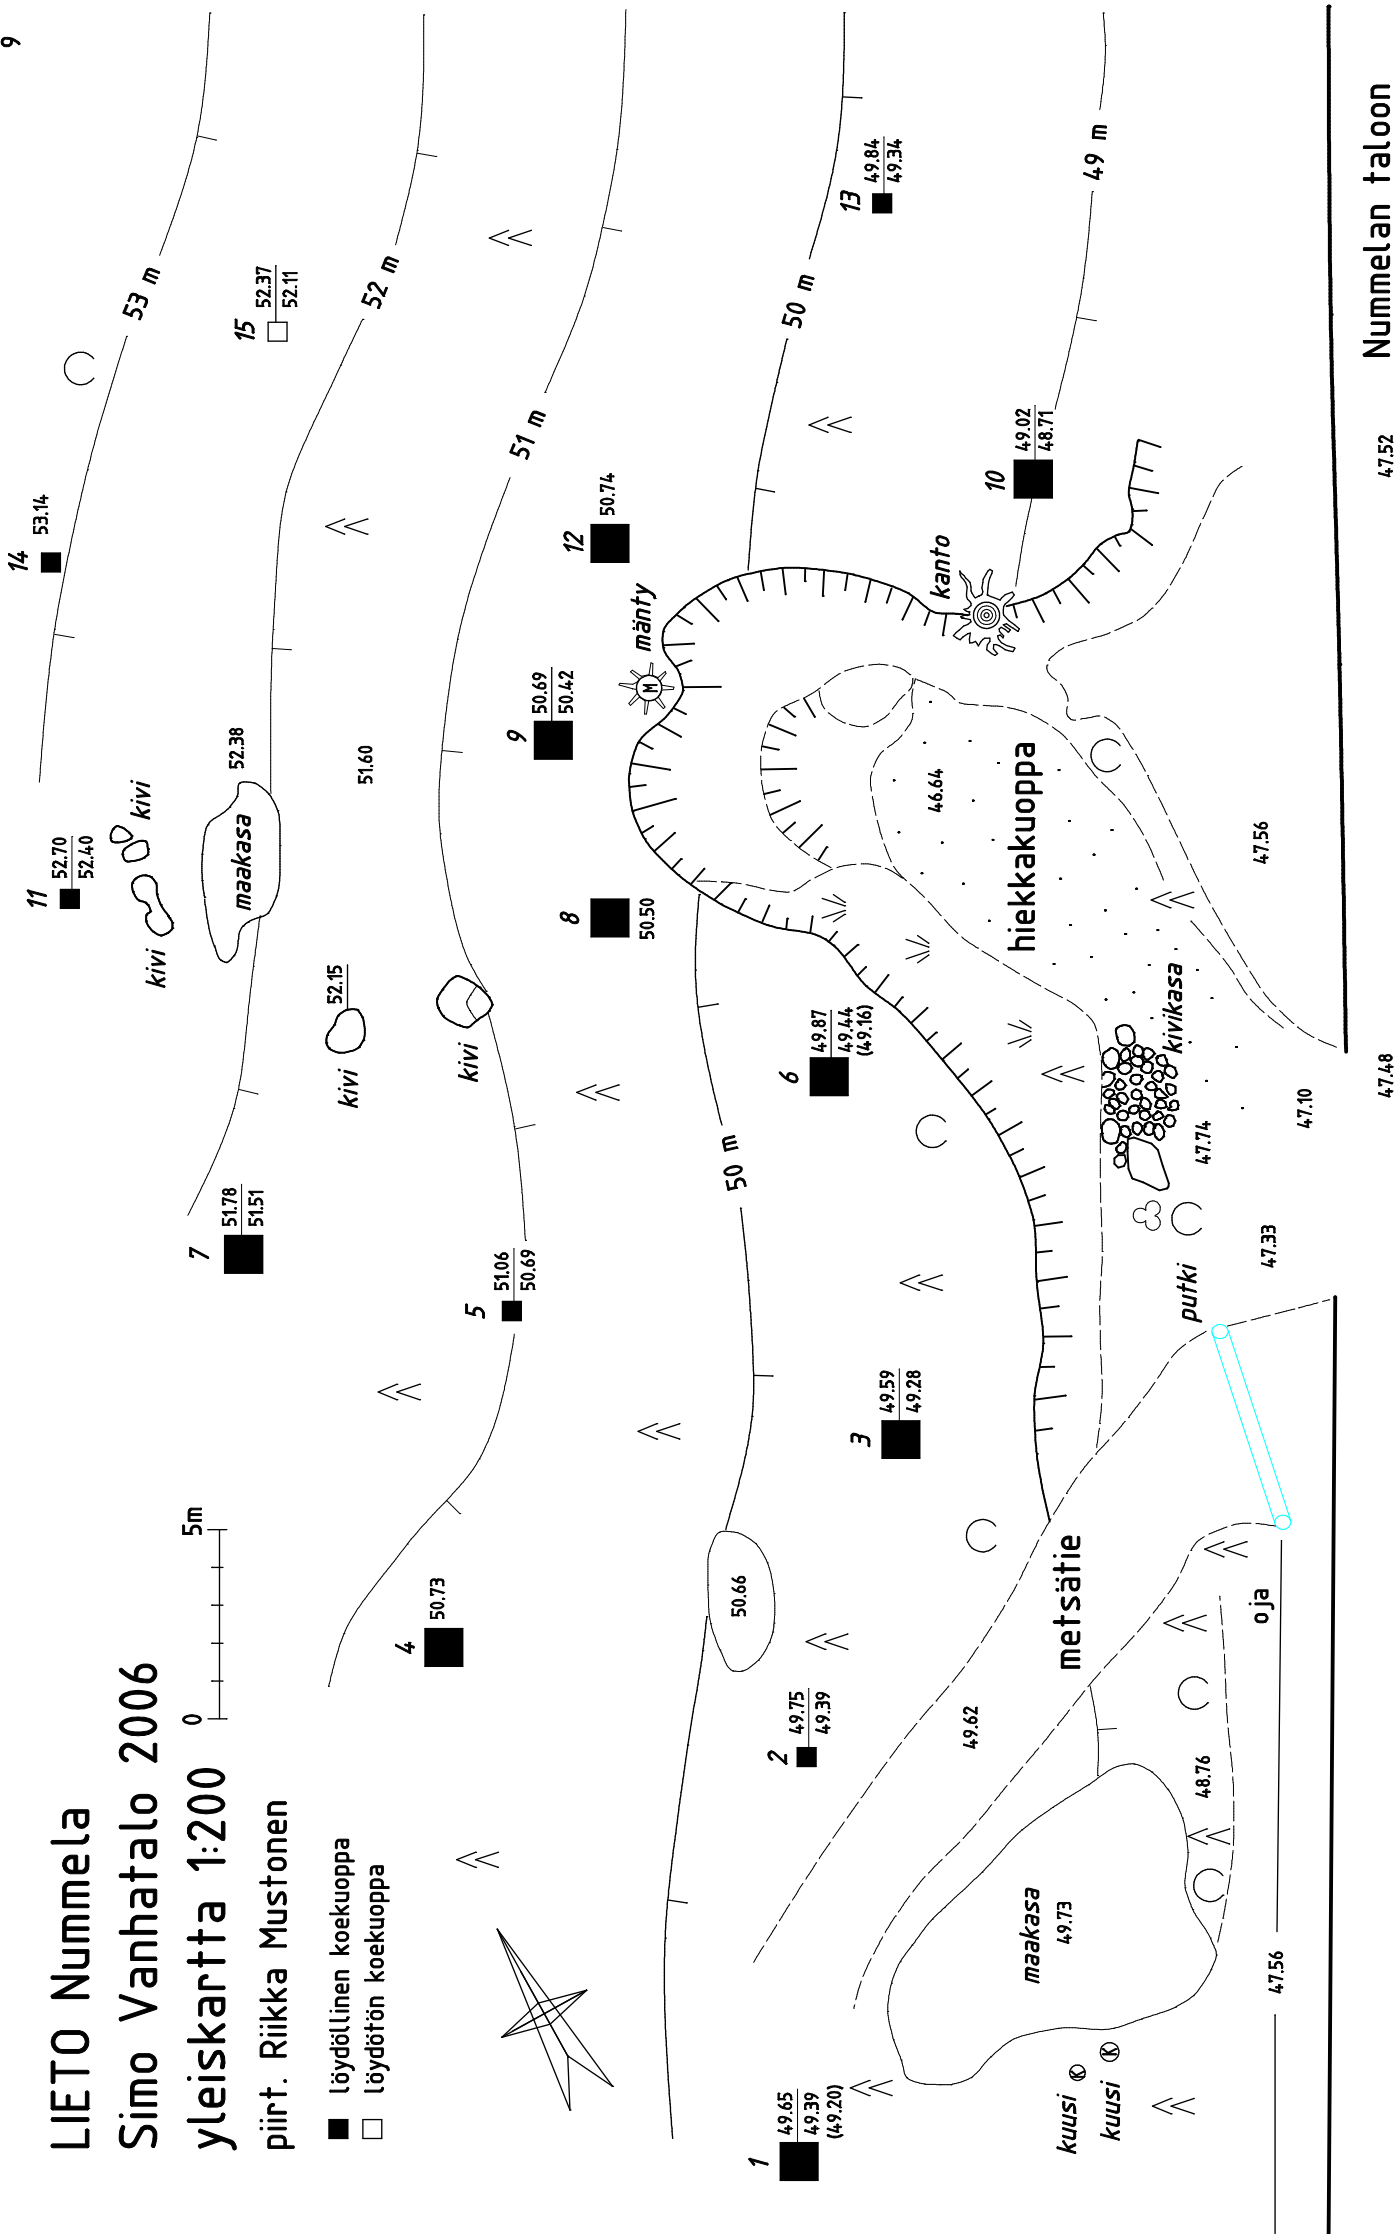 9
LIETO Nummela
Simo Vanhatalo 2006
yleiskartta 1:200
piirt. Riikka Mustonen
löydöllinen koekuoppa
löydötön koekuoppa
0
5m
53 m
52 m
51 m
50 m
50 m
49 m
14
53.14
15
52.37
52.11
11
52.70
52.40
kivi
kivi
maakasa
52.38
51.60
kivi
52.15
kivi
7
51.78
51.51
5
51.06
50.69
4
50.73
12
50.74
9
50.69
50.42
8
50.50
mänty
M
13
49.84
49.34
10
49.02
48.71
kanto
6
49.87
49.44
(49.16)
3
49.59
49.28
50.66
2
49.75
49.39
1
49.65
49.39
(49.20)
46.64
hiekkakuoppa
kivikasa
47.74
47.56
47.10
47.33
putki
metsätie
49.62
oja
48.76
maakasa
49.73
kuusi
K
kuusi
K
47.56
47.48
47.52
Nummelan taloon